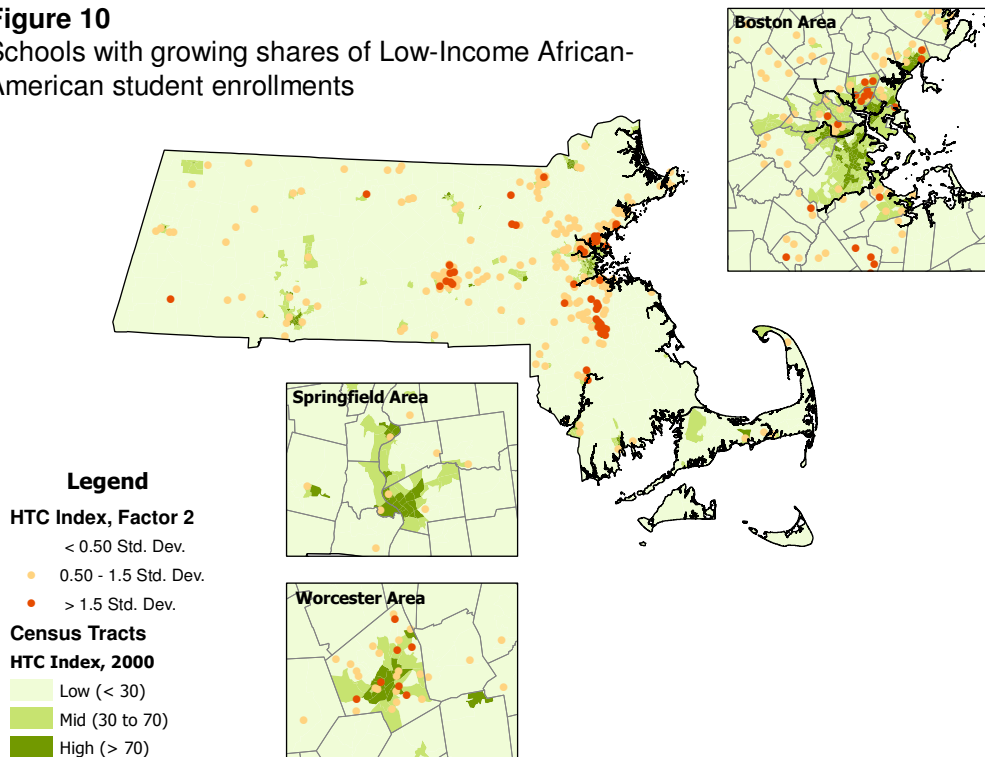 Figure 10
Schools with growing shares of Low-Income African-
American student enrollments
Boston Area
Springfield Area
Worcester Area
Legend
HTC Index, Factor 2
< 0.50 Std. Dev.
0.50 - 1.5 Std. Dev.
> 1.5 Std. Dev.
Census Tracts
HTC Index, 2000
Low (< 30)
Mid (30 to 70)
High (> 70)